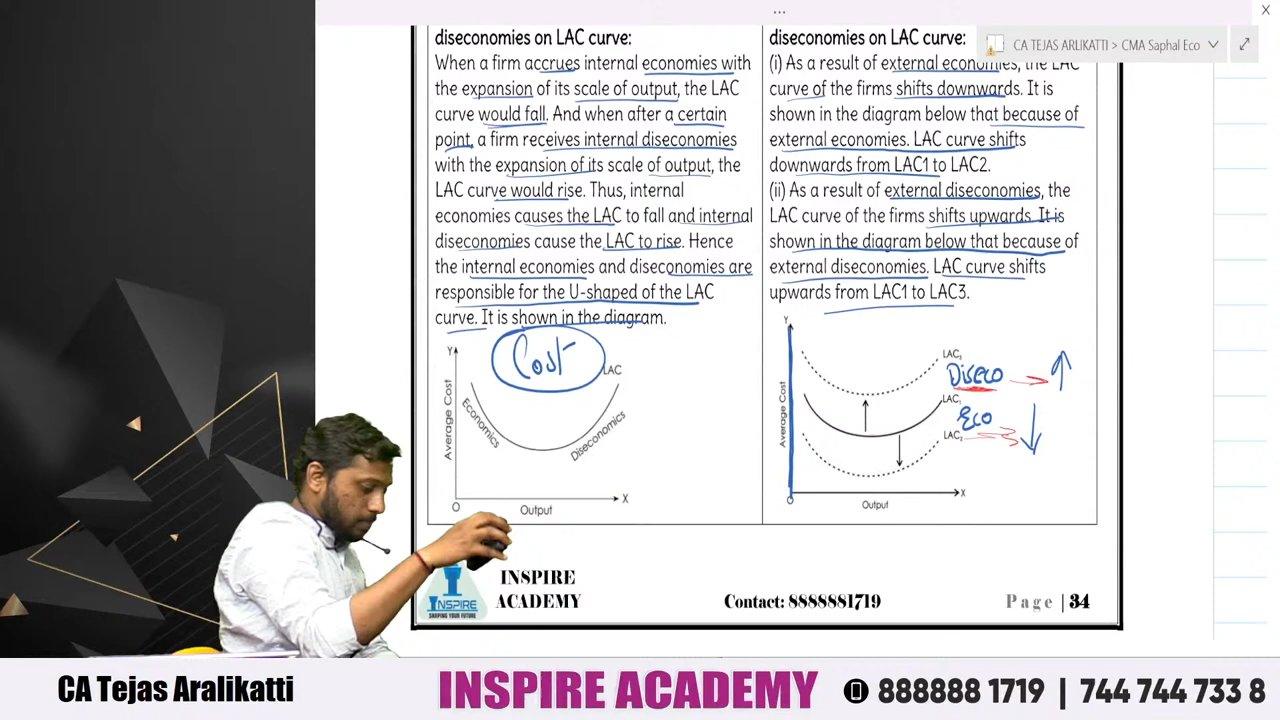 CA TEJAS ARLIKATTI > CMA Saphal Eco
diseconomies on LAC curve:
When a firm accrues internal economies with
the expansion of its scale of output, the LAC
curve would fall. And when after a certain
point, a firm receives internal diseconomies
with the expansion of its scale of output, the
LAC curve would rise. Thus, internal
economies causes the LAC to fall and internal
diseconomies cause the LAC to rise. Hence
the internal economies and diseconomies are
responsible for the U-shaped of the LAC
curve. It is shown in the diagram.
Cost
Y
LAC
Average Cost
Economics
Diseconomics
O
X
Output
diseconomies on LAC curve:
(i) As a result of external economies, the LAC
curve of the firms shifts downwards. It is
shown in the diagram below that because of
external economies. LAC curve shifts
downwards from LAC1 to LAC2.
(ii) As a result of external diseconomies, the
LAC curve of the firms shifts upwards. It is
shown in the diagram below that because of
external diseconomies. LAC curve shifts
upwards from LAC1 to LAC3.
Y
LAC3
Diseco
LAC1
Eco
LAC2
Average Cost
O
X
Output
INSPIRE
SHAPING YOUR FUTURE
INSPIRE
ACADEMY
Contact: 8888881719
Page | 34
CA Tejas Aralikatti
INSPIRE ACADEMY
888888 1719 | 744 744 733 8